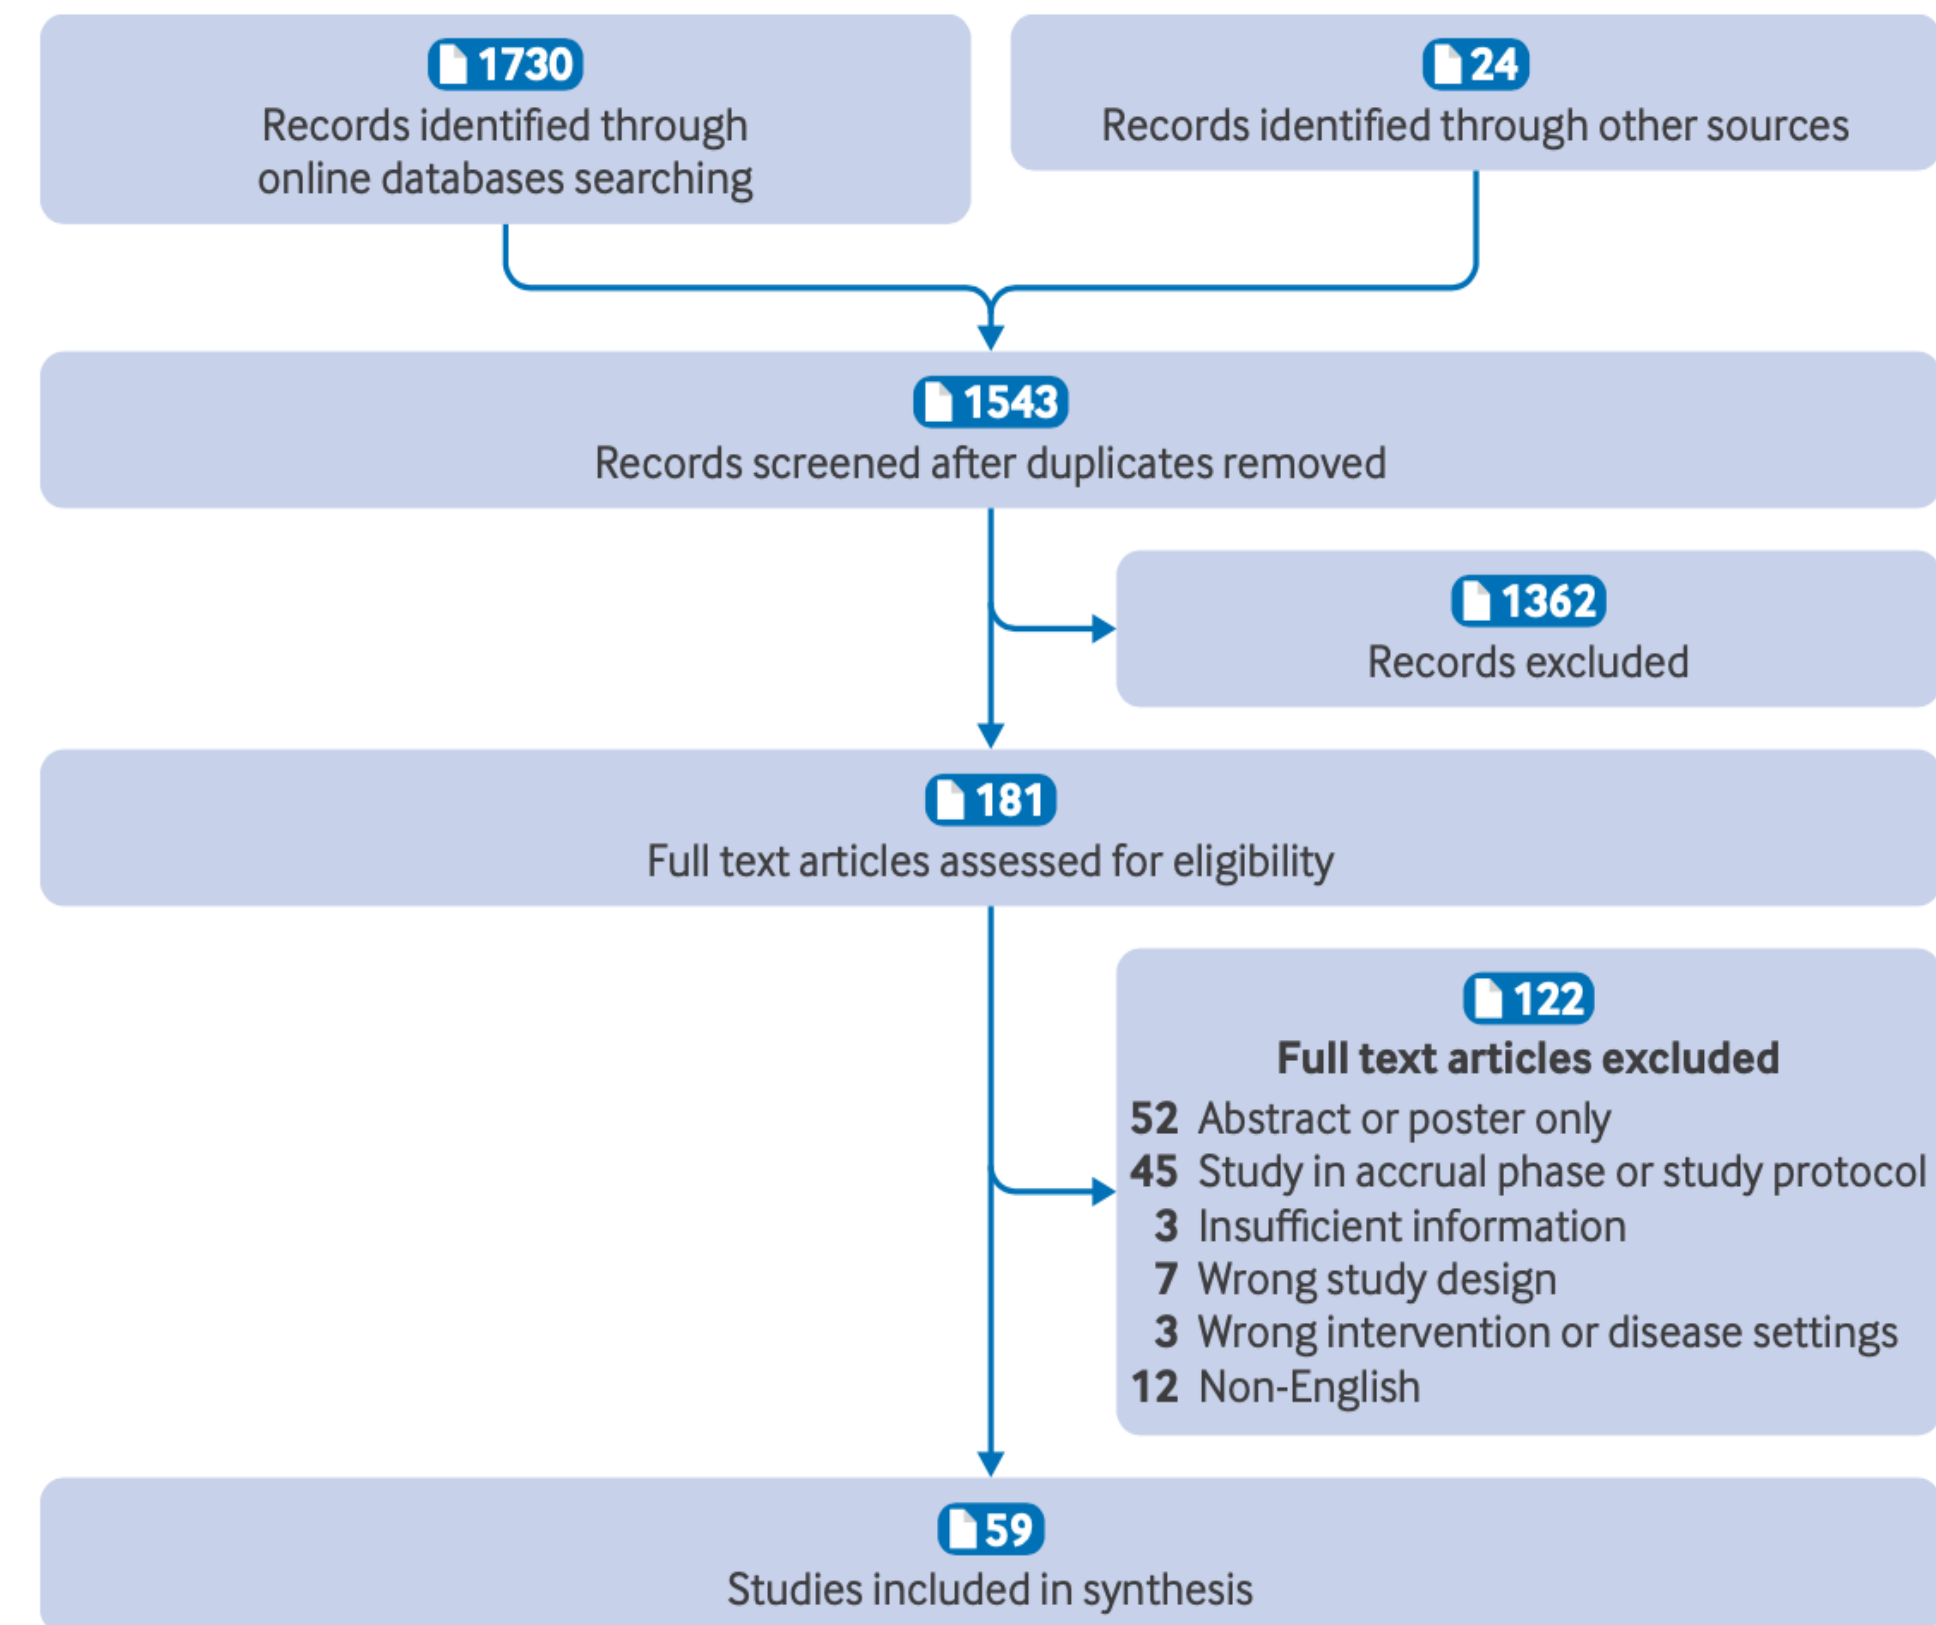 1730
Records identified through
online databases searching
24
Records identified through other sources
1543
Records screened after duplicates removed
1362
Records excluded
181
Full text articles assessed for eligibility
122
Full text articles excluded
52 Abstract or poster only
45 Study in accrual phase or study protocol
3 Insufficient information
7 Wrong study design
3 Wrong intervention or disease settings
12 Non-English
59
Studies included in synthesis